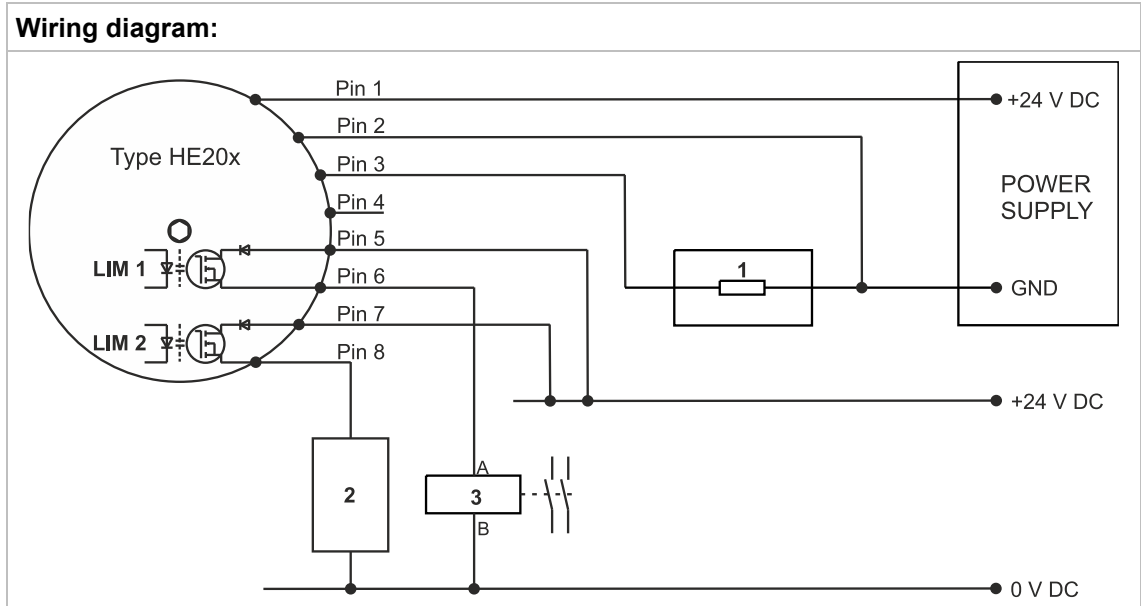 Wiring diagram:
Pin 1
+24 V DC
Pin 2
Type HE20x
Pin 3
POWER
SUPPLY
Pin 4
Pin 5
LIM 1
1
Pin 6
GND
Pin 7
LIM 2
Pin 8
+24 V DC
A
2
3
B
0 V DC